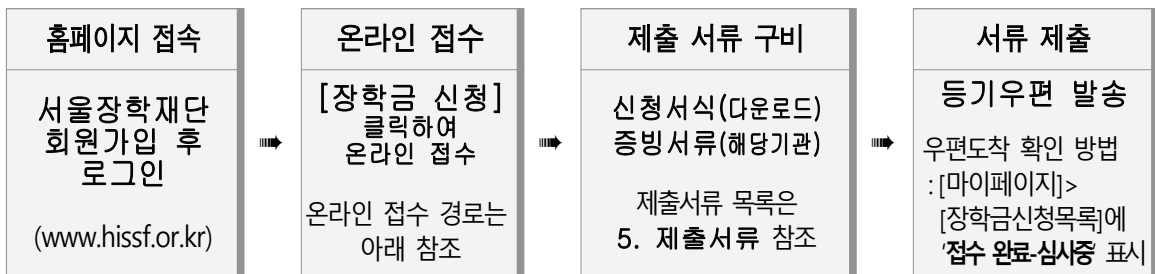 홈페이지 접속
서울장학재단
회원가입 후
로그인
(www.hissf.or.kr)
➠
온라인 접수
[장학금 신청]
클릭하여
온라인 접수
온라인 접수 경로는
아래 참조
➠
제출 서류 구비
신청서식(다운로드)
증빙서류(해당기관)
제출서류 목록은
5. 제출서류 참조
➠
서류 제출
등기우편 발송
우편도착 확인 방법
:[마이페이지]>
[장학금신청목록]에
'접수 완료-심사중' 표시